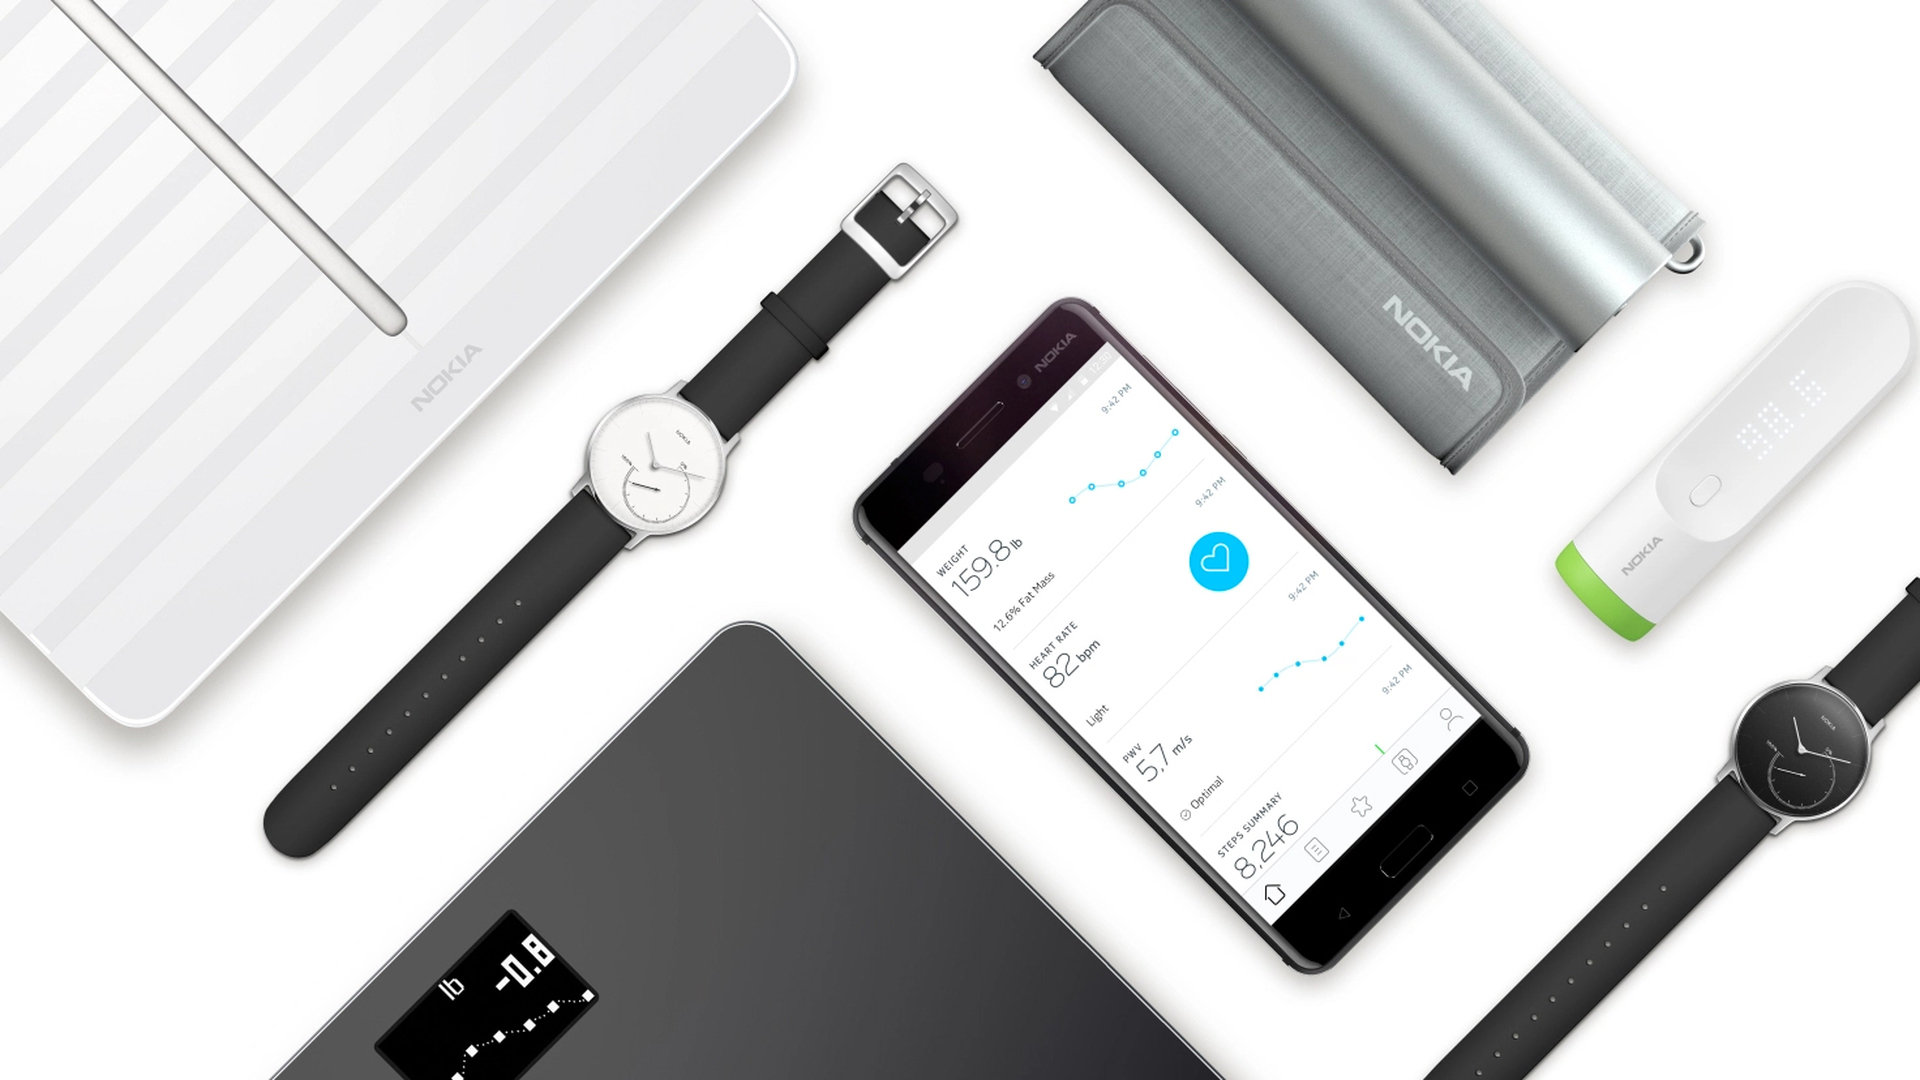 NOKIA
NOKIA
NOKIA
NOKIA
9:42 PM
WEIGHT
159.8 lb
12.6% Fat Mass
9:42 PM
HEART RATE
82 bpm
Light
9:42 PM
PWV
5,7 m/s
Optimal
9:42 PM
STEPS SUMMARY
8,246
NOKIA
NOKIA
lb -0.8